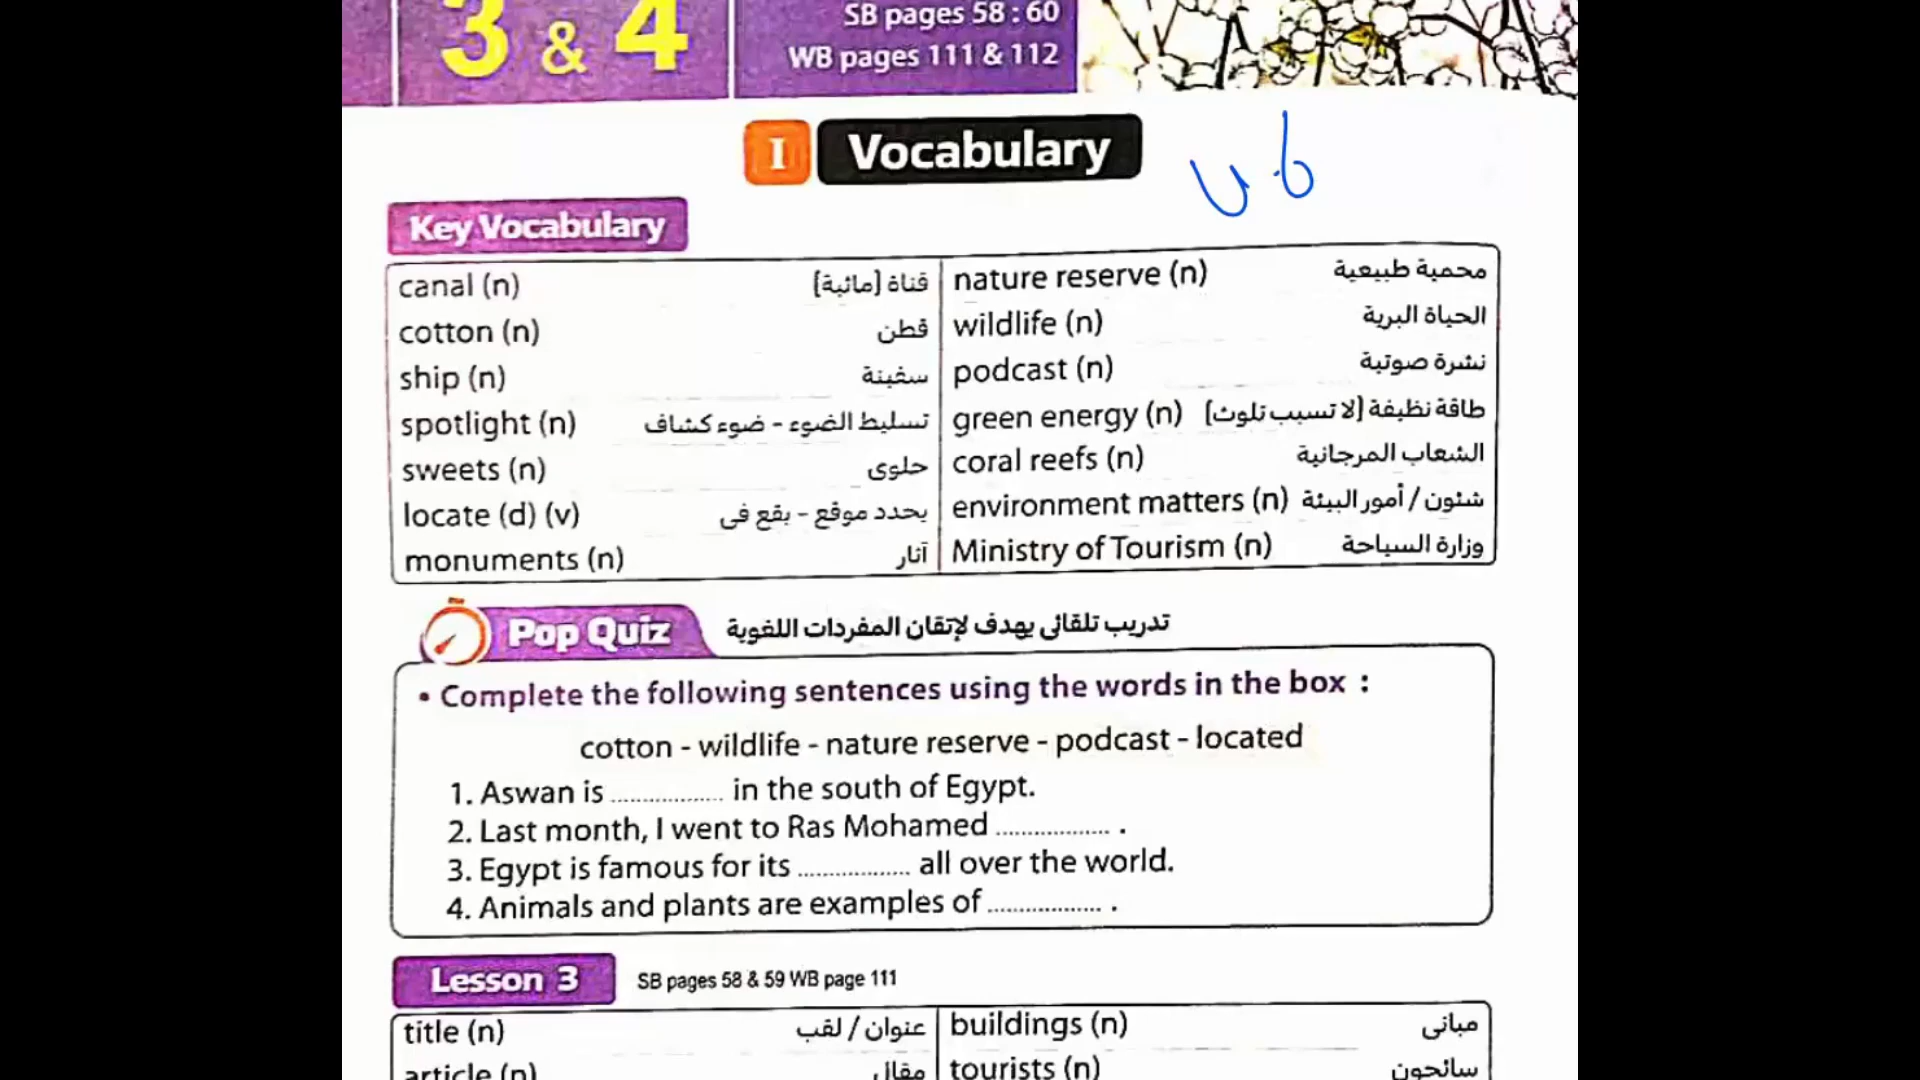 3 & 4
SB pages 58 : 60
WB pages 111 & 112
I Vocabulary
U.6
Key Vocabulary
canal (n) قناة [مائية]
cotton (n) قطن
ship (n) سفينة
spotlight (n) تسليط الضوء - ضوء كشاف
sweets (n) حلوى
locate (d) (v) يحدد موقع - يقع فى
monuments (n) آثار
nature reserve (n) محمية طبيعية
wildlife (n) الحياة البرية
podcast (n) نشرة صوتية
green energy (n) طاقة نظيفة [لا تسبب تلوث]
coral reefs (n) الشعاب المرجانية
environment matters (n) شئون / أمور البيئة
Ministry of Tourism (n) وزارة السياحة
Pop Quiz تدريب تلقائى يهدف لإتقان المفردات اللغوية
• Complete the following sentences using the words in the box :
cotton - wildlife - nature reserve - podcast - located
1. Aswan is ................. in the south of Egypt.
2. Last month, I went to Ras Mohamed ................. .
3. Egypt is famous for its ................. all over the world.
4. Animals and plants are examples of ................. .
Lesson 3 SB pages 58 & 59 WB page 111
title (n) عنوان / لقب
article (n) مقال
buildings (n) مبانى
tourists (n) سائحون